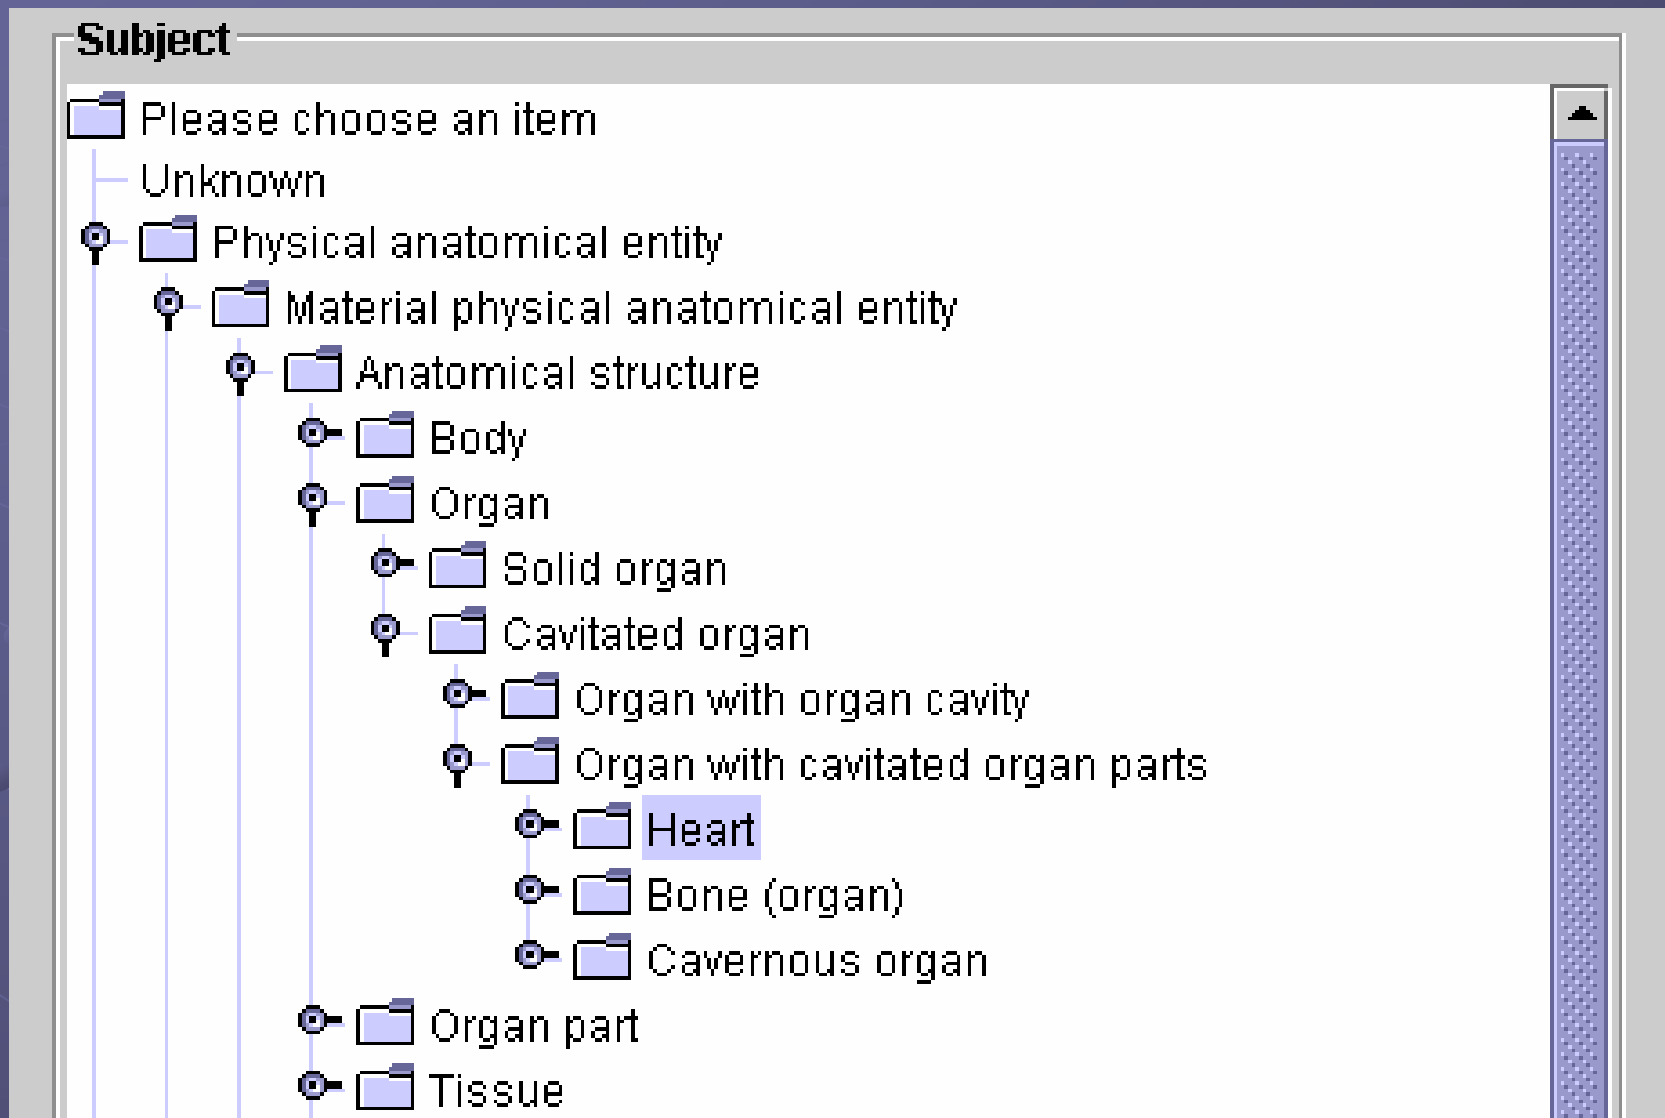 Subject
Please choose an item
Unknown
Physical anatomical entity
Material physical anatomical entity
Anatomical structure
Body
Organ
Solid organ
Cavitated organ
Organ with organ cavity
Organ with cavitated organ parts
Heart
Bone (organ)
Cavernous organ
Organ part
Tissue